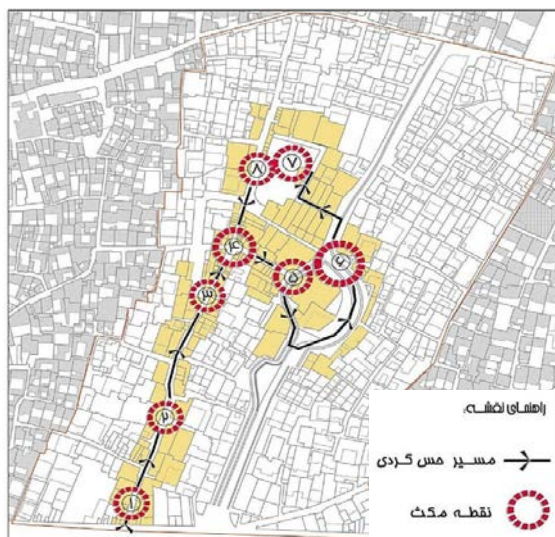 ۸
۷
۴
۶
۵
۳
۲
۱
راهنمای نقشه:
مسیر حس گردی
نقطه مکث